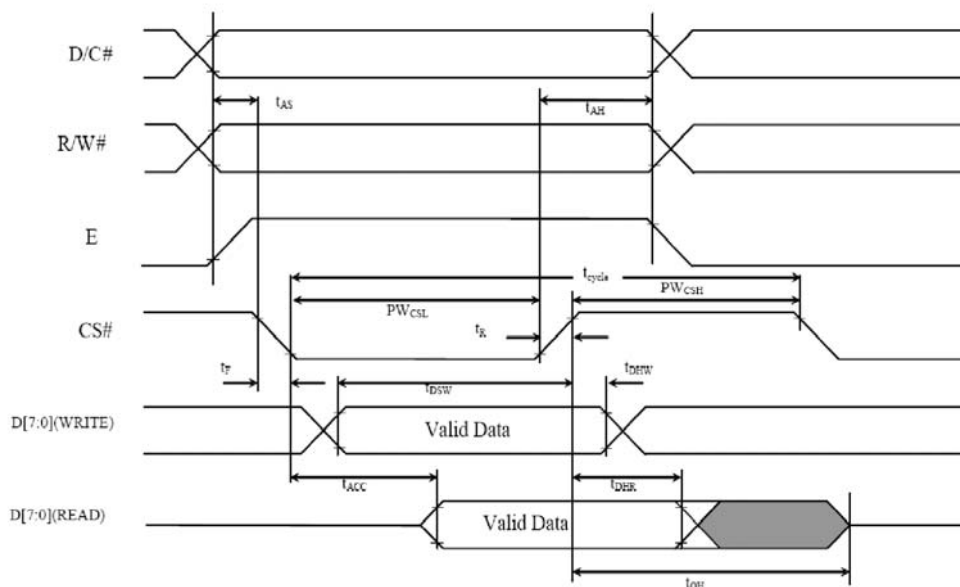 D/C#
tAS
tAH
R/W#
E
tcycle
PWCSL
PWCSH
CS#
tR
tF
tDSW
tDHW
D[7:0](WRITE)
Valid Data
tACC
tDHR
D[7:0](READ)
Valid Data